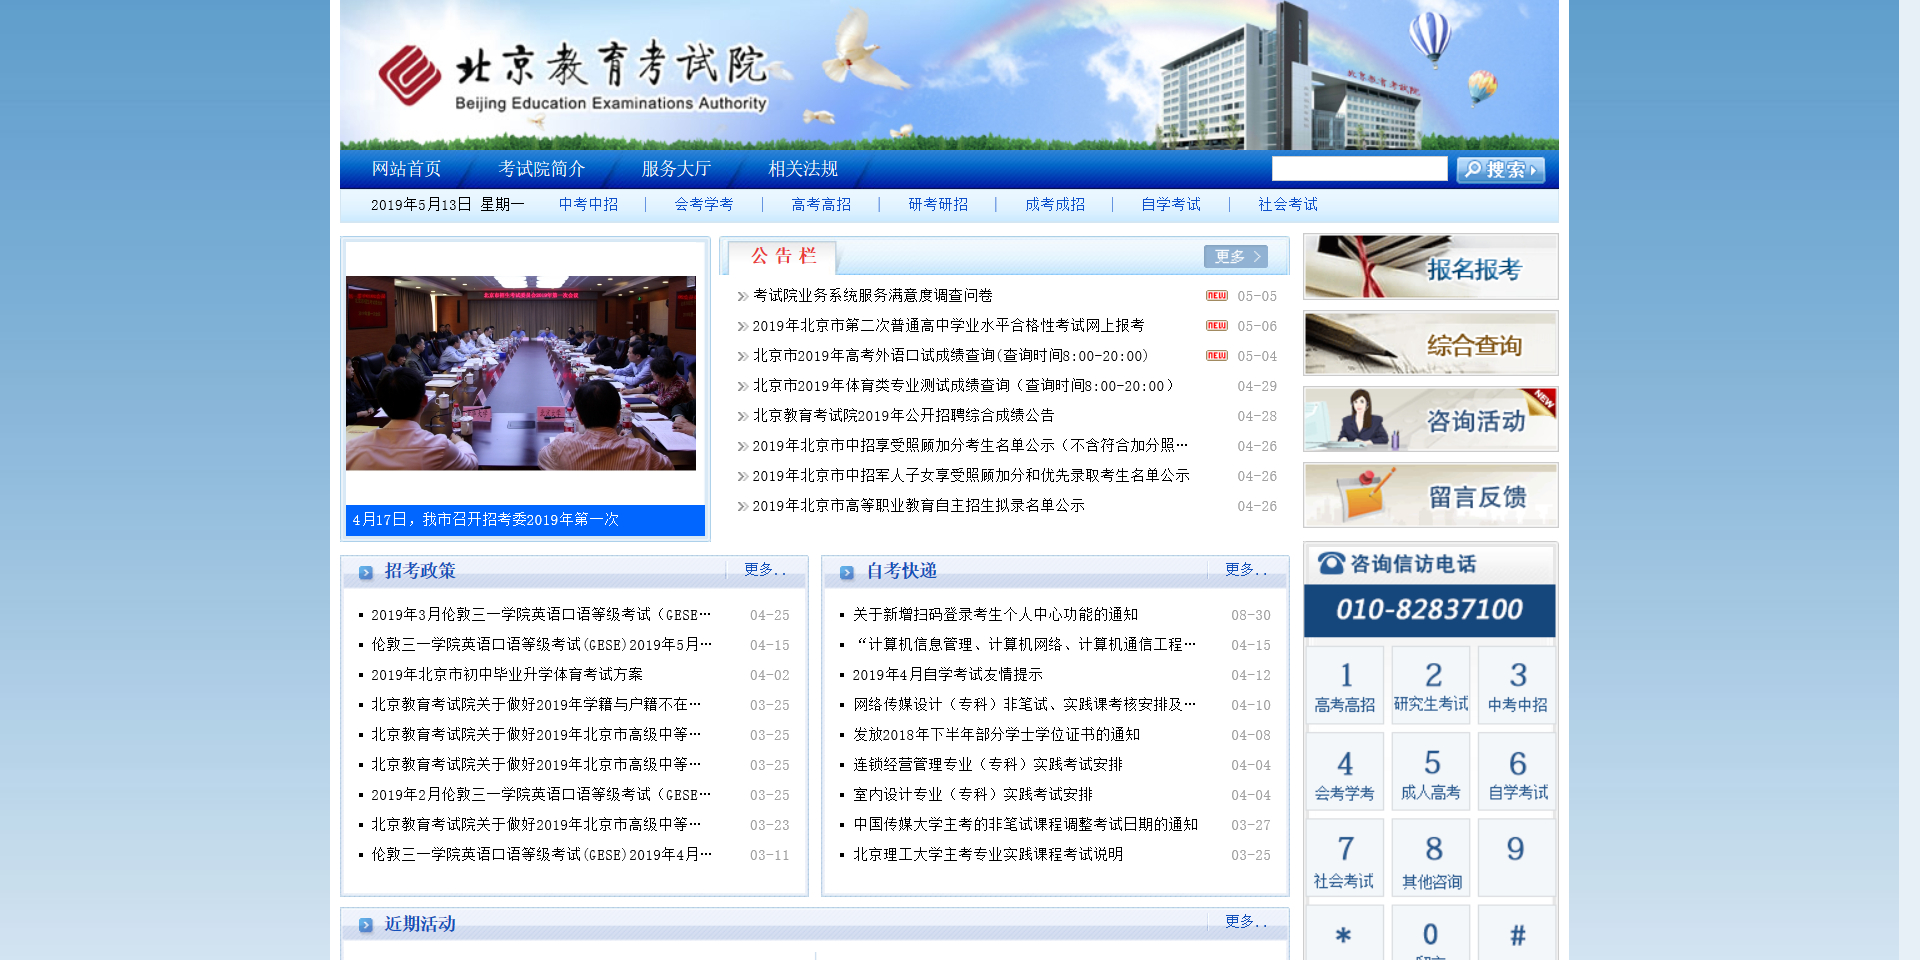 北京教育考试院
Beijing Education Examinations Authority
北京教育考试院
网站首页 考试院简介 服务大厅 相关法规 搜索
2019年5月13日 星期一 中考中招 | 会考学考 | 高考高招 | 研考研招 | 成考成招 | 自学考试 | 社会考试
北京市招生考试委员会2019年第一次会议
4月17日，我市召开招考委2019年第一次
公告栏 更多
考试院业务系统服务满意度调查问卷 NEW 05-05
2019年北京市第二次普通高中学业水平合格性考试网上报考 NEW 05-06
北京市2019年高考外语口试成绩查询(查询时间8:00-20:00) NEW 05-04
北京市2019年体育类专业测试成绩查询（查询时间8:00-20:00） 04-29
北京教育考试院2019年公开招聘综合成绩公告 04-28
2019年北京市中招享受照顾加分考生名单公示（不含符合加分照… 04-26
2019年北京市中招军人子女享受照顾加分和优先录取考生名单公示 04-26
2019年北京市高等职业教育自主招生拟录名单公示 04-26
报名报考
综合查询
咨询活动 NEW
留言反馈
招考政策 更多..
2019年3月伦敦三一学院英语口语等级考试（GESE… 04-25
伦敦三一学院英语口语等级考试(GESE)2019年5月… 04-15
2019年北京市初中毕业升学体育考试方案 04-02
北京教育考试院关于做好2019年学籍与户籍不在… 03-25
北京教育考试院关于做好2019年北京市高级中等… 03-25
北京教育考试院关于做好2019年北京市高级中等… 03-25
2019年2月伦敦三一学院英语口语等级考试（GESE… 03-25
北京教育考试院关于做好2019年北京市高级中等… 03-23
伦敦三一学院英语口语等级考试(GESE)2019年4月… 03-11
自考快递 更多..
关于新增扫码登录考生个人中心功能的通知 08-30
“计算机信息管理、计算机网络、计算机通信工程… 04-15
2019年4月自学考试友情提示 04-12
网络传媒设计（专科）非笔试、实践课考核安排及… 04-10
发放2018年下半年部分学士学位证书的通知 04-08
连锁经营管理专业（专科）实践考试安排 04-04
室内设计专业（专科）实践考试安排 04-04
中国传媒大学主考的非笔试课程调整考试日期的通知 03-27
北京理工大学主考专业实践课程考试说明 03-25
咨询信访电话
010-82837100
1 2 3
高考高招 研究生考试 中考中招
4 5 6
会考学考 成人高考 自学考试
7 8 9
社会考试 其他咨询
* 0 #
近期活动 更多..